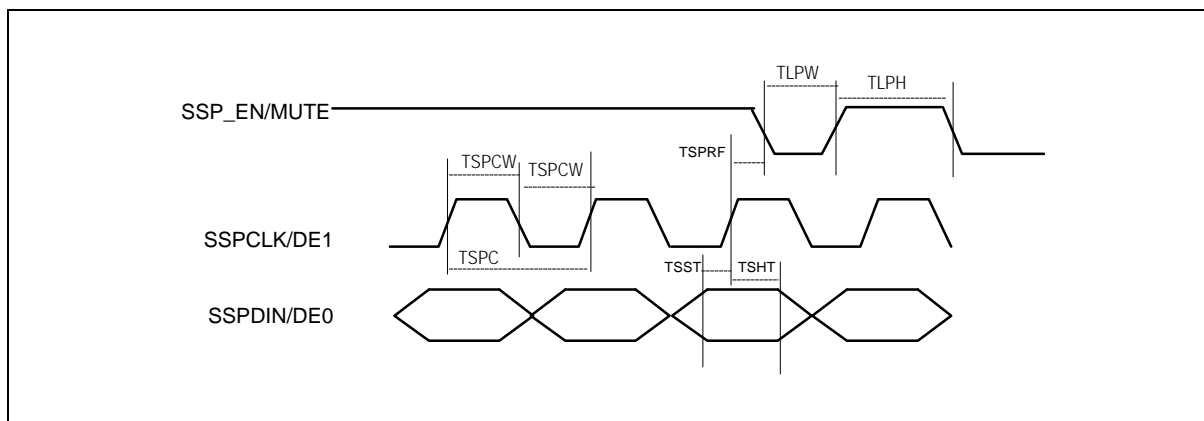 TLPW
TLPH
SSP_EN/MUTE
TSPRF
TSPCW TSPCW
SSPCLK/DE1
TSPC
TSST TSHT
SSPDIN/DE0